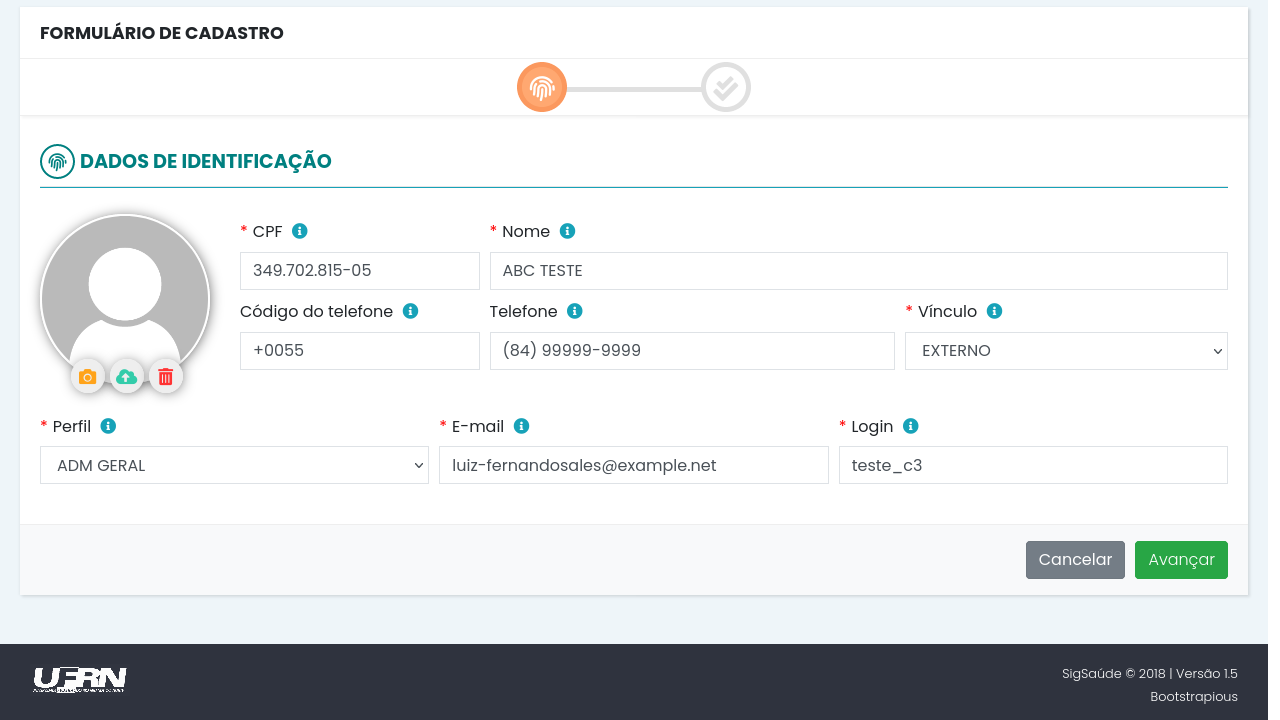 FORMULÁRIO DE CADASTRO
DADOS DE IDENTIFICAÇÃO
* CPF
* Nome
349.702.815-05
ABC TESTE
Código do telefone
Telefone
* Vínculo
+0055
(84) 99999-9999
EXTERNO
* Perfil
* E-mail
* Login
ADM GERAL
luiz-fernandosales@example.net
teste_c3
Cancelar
Avançar
UFRN
SigSaúde © 2018 | Versão 1.5
Bootstrapious